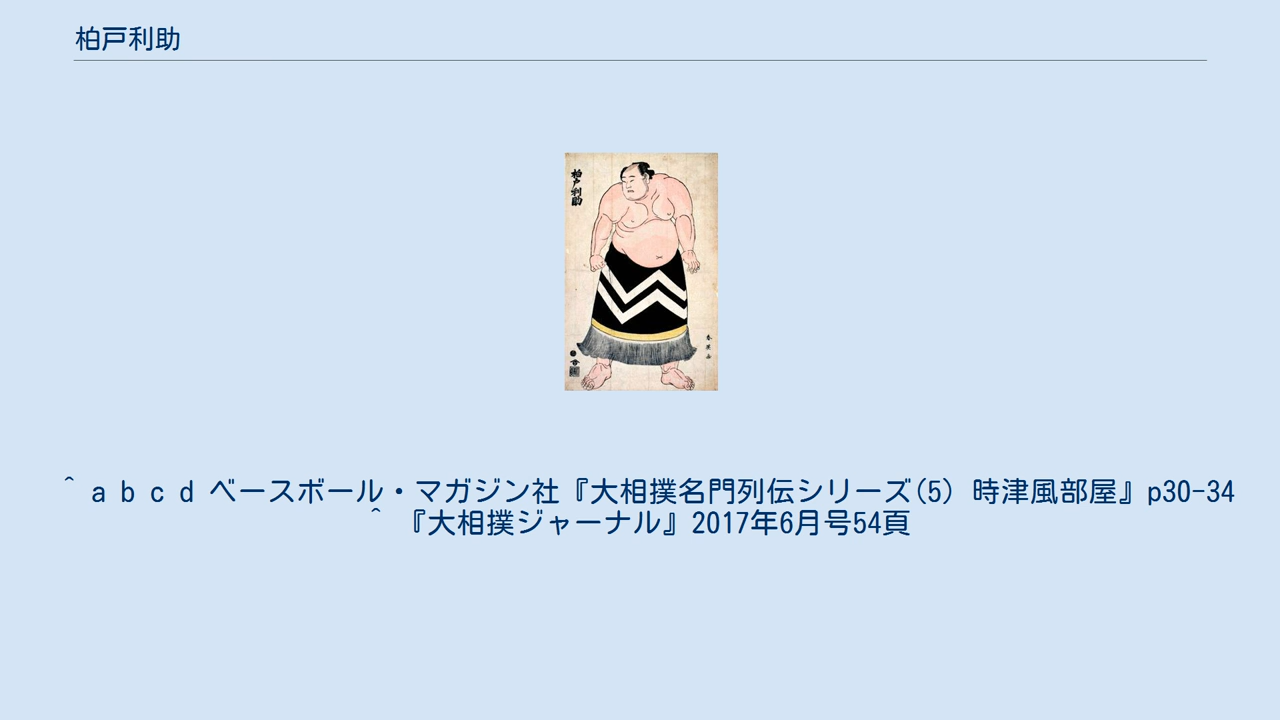 柏戸利助
柏戸利助
春英画
^ a b c d ベースボール・マガジン社『大相撲名門列伝シリーズ(5) 時津風部屋』p30-34
^ 『大相撲ジャーナル』2017年6月号54頁